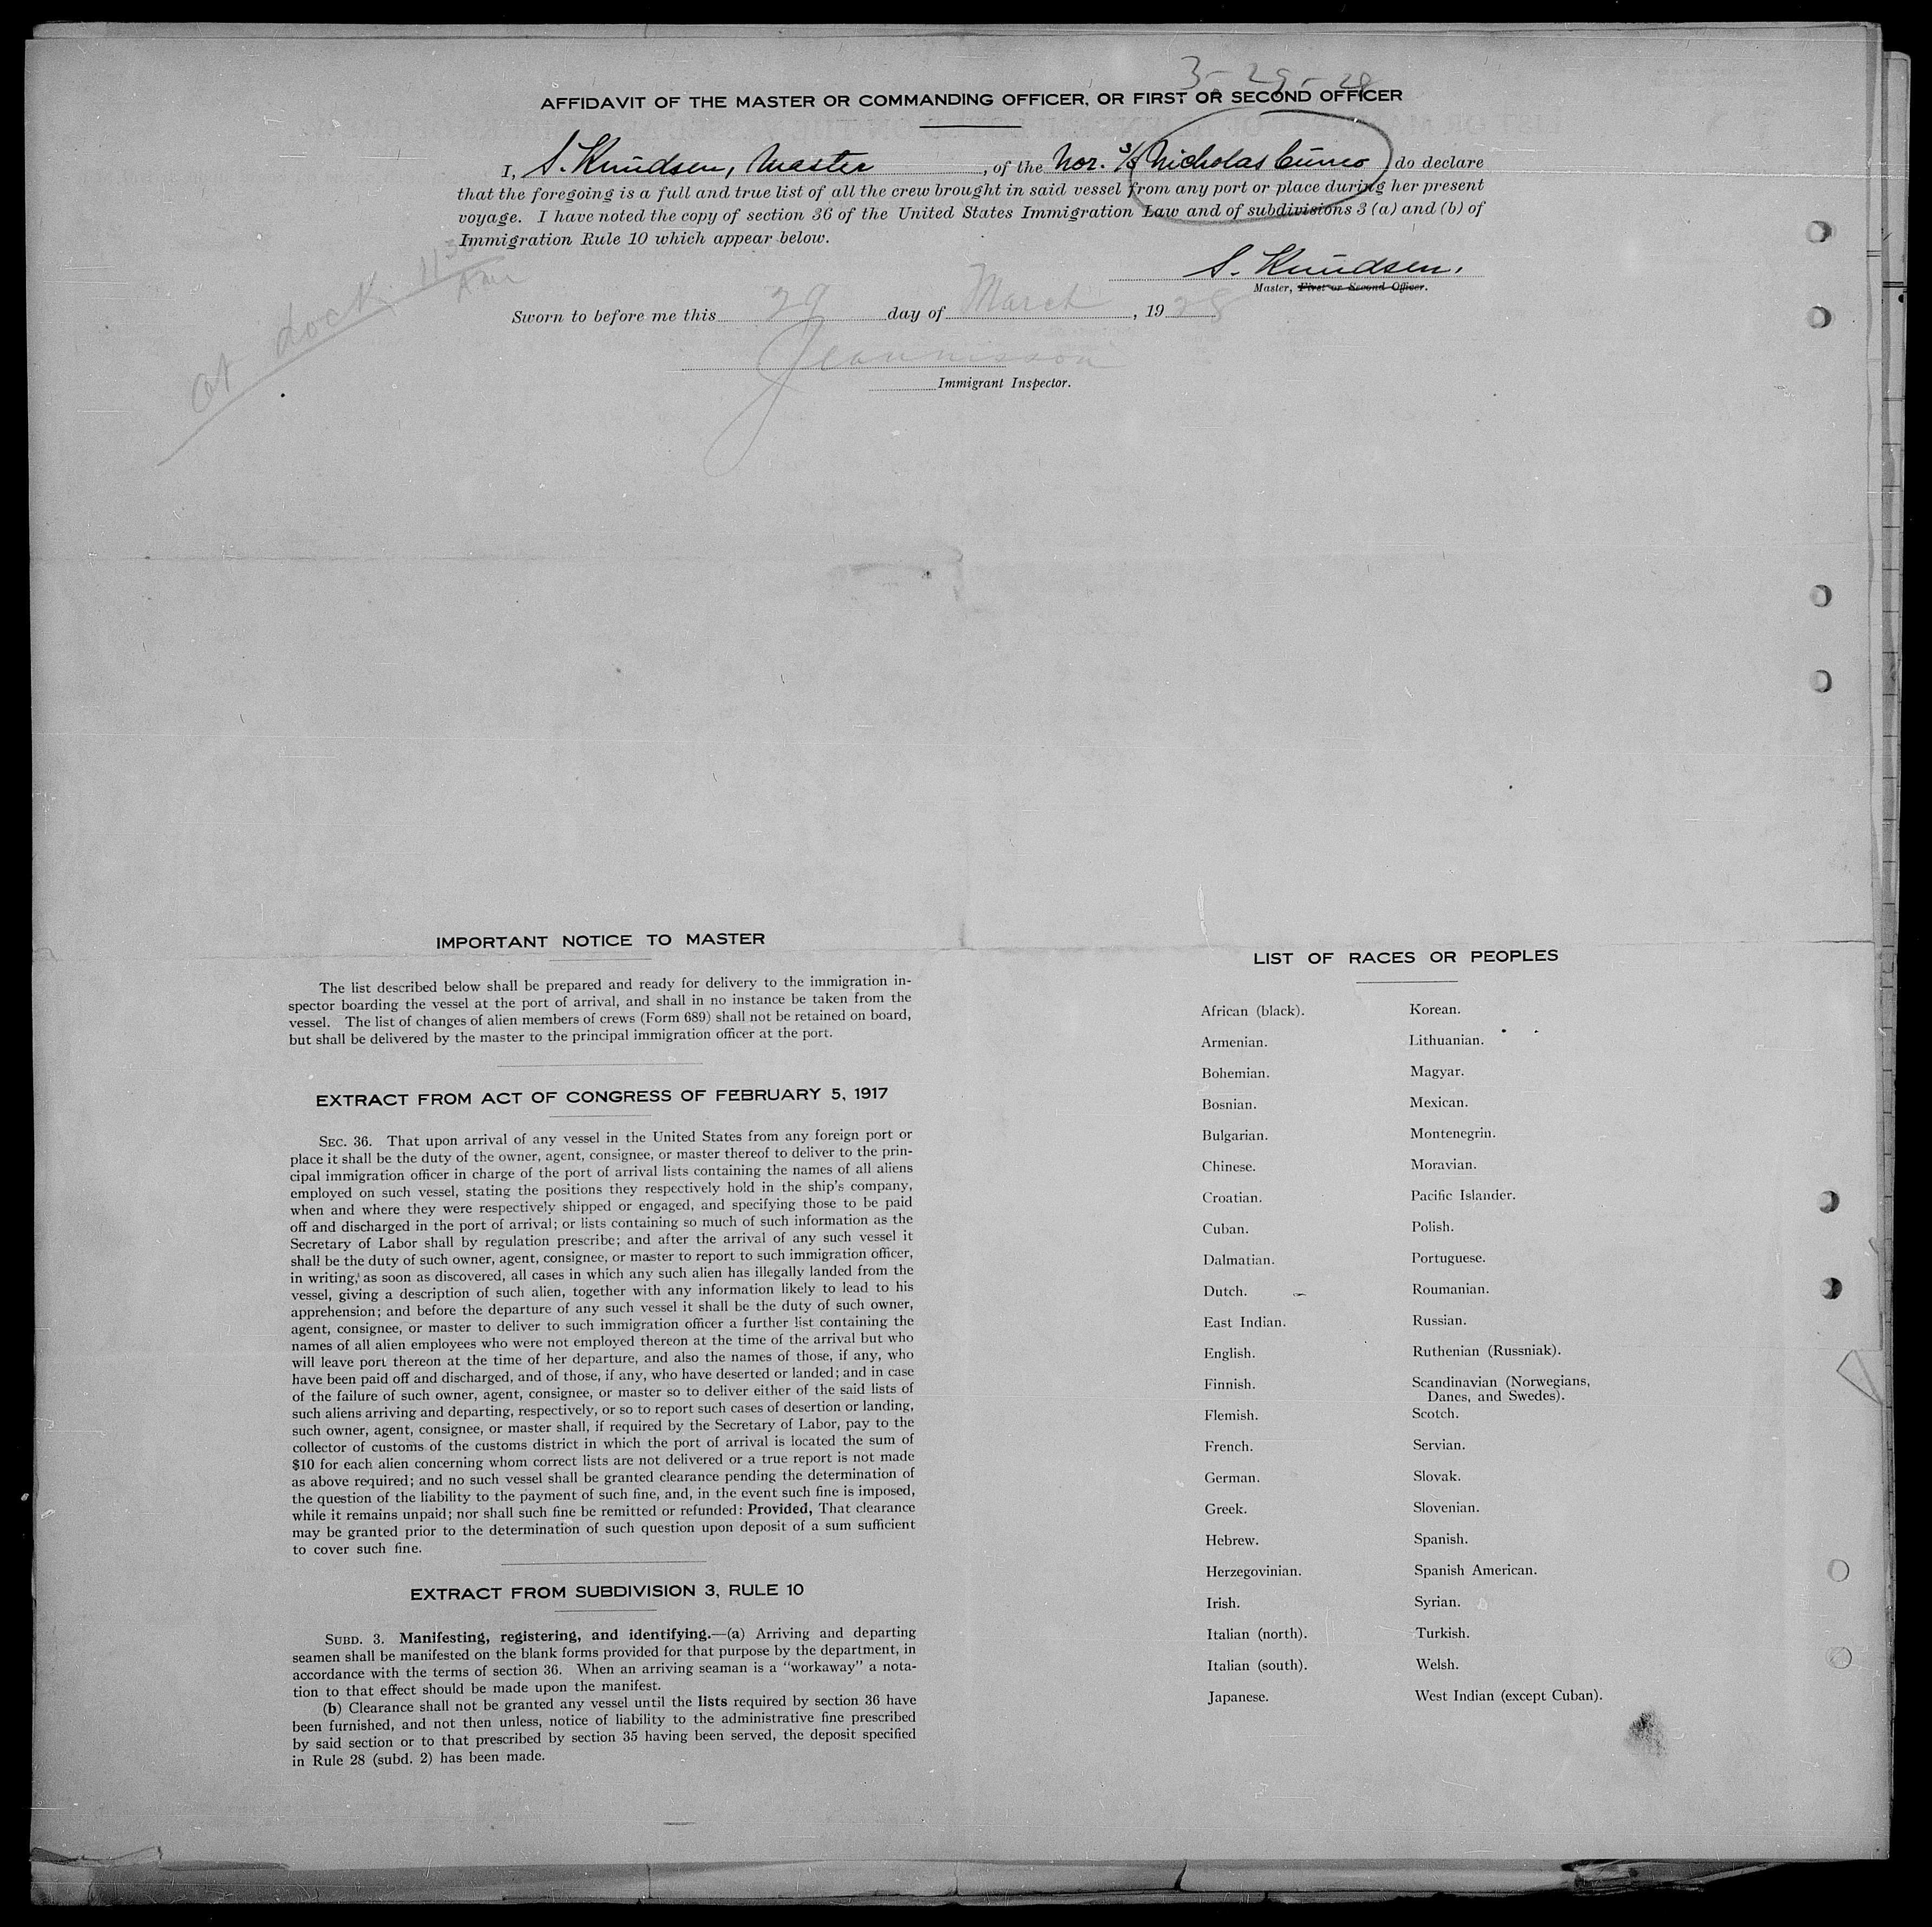 3-29-28
AFFIDAVIT OF THE MASTER OR COMMANDING OFFICER, OR FIRST OR SECOND OFFICER
I, S. Knudsen, Master, of the Nor. S/S Nicholas Cuneo do declare
that the foregoing is a full and true list of all the crew brought in said vessel from any port or place during her present
voyage. I have noted the copy of section 36 of the United States Immigration Law and of subdivisions 3 (a) and (b) of
Immigration Rule 10 which appear below.
at dock 11 30 Am
S. Knudsen.
Master, First or Second Officer.
Sworn to before me this 29 day of March, 1928
Immigrant Inspector.
IMPORTANT NOTICE TO MASTER
The list described below shall be prepared and ready for delivery to the immigration in-
spector boarding the vessel at the port of arrival, and shall in no instance be taken from the
vessel. The list of changes of alien members of crews (Form 689) shall not be retained on board,
but shall be delivered by the master to the principal immigration officer at the port.
EXTRACT FROM ACT OF CONGRESS OF FEBRUARY 5, 1917
SEC. 36. That upon arrival of any vessel in the United States from any foreign port or
place it shall be the duty of the owner, agent, consignee, or master thereof to deliver to the prin-
cipal immigration officer in charge of the port of arrival lists containing the names of all aliens
employed on such vessel, stating the positions they respectively hold in the ship's company,
when and where they were respectively shipped or engaged, and specifying those to be paid
off and discharged in the port of arrival; or lists containing so much of such information as the
Secretary of Labor shall by regulation prescribe; and after the arrival of any such vessel it
shall be the duty of such owner, agent, consignee, or master to report to such immigration officer,
in writing, as soon as discovered, all cases in which any such alien has illegally landed from the
vessel, giving a description of such alien, together with any information likely to lead to his
apprehension; and before the departure of any such vessel it shall be the duty of such owner,
agent, consignee, or master to deliver to such immigration officer a further list containing the
names of all alien employees who were not employed thereon at the time of the arrival but who
will leave port thereon at the time of her departure, and also the names of those, if any, who
have been paid off and discharged, and of those, if any, who have deserted or landed; and in case
of the failure of such owner, agent, consignee, or master so to deliver either of the said lists of
such aliens arriving and departing, respectively, or so to report such cases of desertion or landing,
such owner, agent, consignee, or master shall, if required by the Secretary of Labor, pay to the
collector of customs of the customs district in which the port of arrival is located the sum of
$10 for each alien concerning whom correct lists are not delivered or a true report is not made
as above required; and no such vessel shall be granted clearance pending the determination of
the question of the liability to the payment of such fine, and, in the event such fine is imposed,
while it remains unpaid; nor shall such fine be remitted or refunded: Provided, That clearance
may be granted prior to the determination of such question upon deposit of a sum sufficient
to cover such fine.
EXTRACT FROM SUBDIVISION 3, RULE 10
SUBD. 3. Manifesting, registering, and identifying.—(a) Arriving and departing
seamen shall be manifested on the blank forms provided for that purpose by the department, in
accordance with the terms of section 36. When an arriving seaman is a "workaway" a nota-
tion to that effect should be made upon the manifest.
(b) Clearance shall not be granted any vessel until the lists required by section 36 have
been furnished, and not then unless, notice of liability to the administrative fine prescribed
by said section or to that prescribed by section 35 having been served, the deposit specified
in Rule 28 (subd. 2) has been made.
LIST OF RACES OR PEOPLES
African (black).
Armenian.
Bohemian.
Bosnian.
Bulgarian.
Chinese.
Croatian.
Cuban.
Dalmatian.
Dutch.
East Indian.
English.
Finnish.
Flemish.
French.
German.
Greek.
Hebrew.
Herzegovinian.
Irish.
Italian (north).
Italian (south).
Japanese.
Korean.
Lithuanian.
Magyar.
Mexican.
Montenegrin.
Moravian.
Pacific Islander.
Polish.
Portuguese.
Roumanian.
Russian.
Ruthenian (Russniak).
Scandinavian (Norwegians,
Danes, and Swedes).
Scotch.
Servian.
Slovak.
Slovenian.
Spanish.
Spanish American.
Syrian.
Turkish.
Welsh.
West Indian (except Cuban).